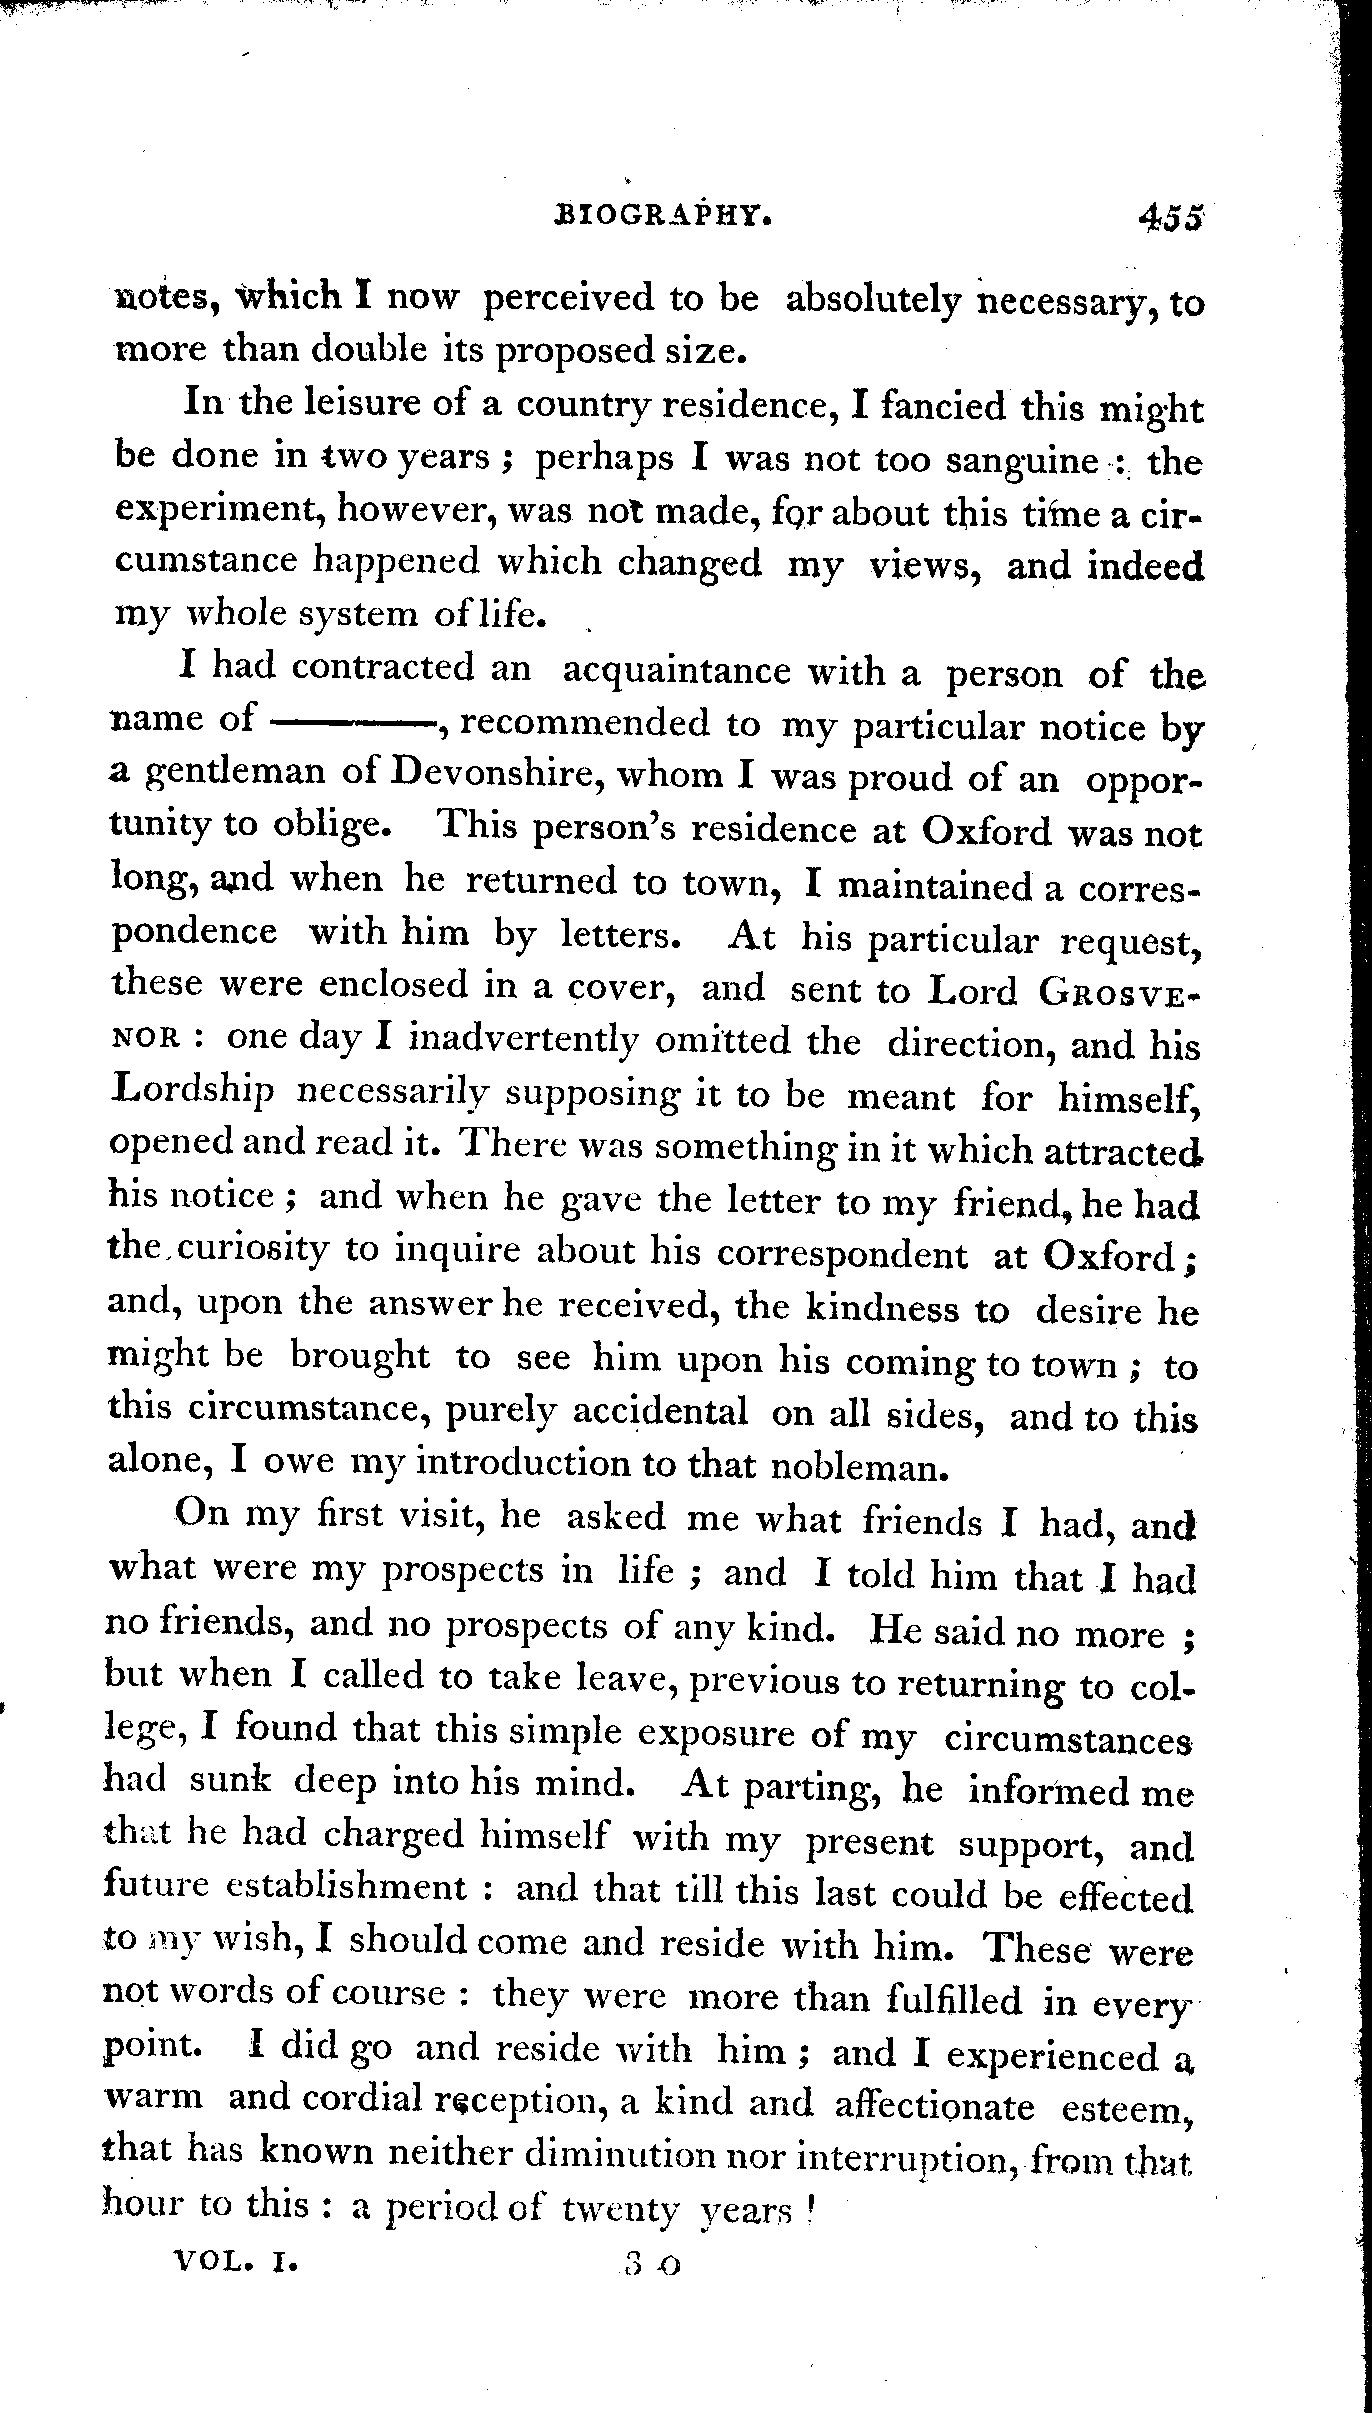 BIOGRAPHY. 455
notes, which I now perceived to be absolutely necessary, to
more than double its proposed size.
In the leisure of a country residence, I fancied this might
be done in two years ; perhaps I was not too sanguine : the
experiment, however, was not made, for about this time a cir-
cumstance happened which changed my views, and indeed
my whole system of life.
I had contracted an acquaintance with a person of the
name of ———, recommended to my particular notice by
a gentleman of Devonshire, whom I was proud of an oppor-
tunity to oblige. This person's residence at Oxford was not
long, and when he returned to town, I maintained a corres-
pondence with him by letters. At his particular request,
these were enclosed in a cover, and sent to Lord GROSVE-
NOR : one day I inadvertently omitted the direction, and his
Lordship necessarily supposing it to be meant for himself,
opened and read it. There was something in it which attracted
his notice ; and when he gave the letter to my friend, he had
the curiosity to inquire about his correspondent at Oxford ;
and, upon the answer he received, the kindness to desire he
might be brought to see him upon his coming to town ; to
this circumstance, purely accidental on all sides, and to this
alone, I owe my introduction to that nobleman.
On my first visit, he asked me what friends I had, and
what were my prospects in life ; and I told him that I had
no friends, and no prospects of any kind. He said no more ;
but when I called to take leave, previous to returning to col-
lege, I found that this simple exposure of my circumstances
had sunk deep into his mind. At parting, he informed me
that he had charged himself with my present support, and
future establishment : and that till this last could be effected
to my wish, I should come and reside with him. These were
not words of course : they were more than fulfilled in every
point. I did go and reside with him ; and I experienced a
warm and cordial reception, a kind and affectionate esteem,
that has known neither diminution nor interruption, from that
hour to this : a period of twenty years !
VOL. I. 3 O